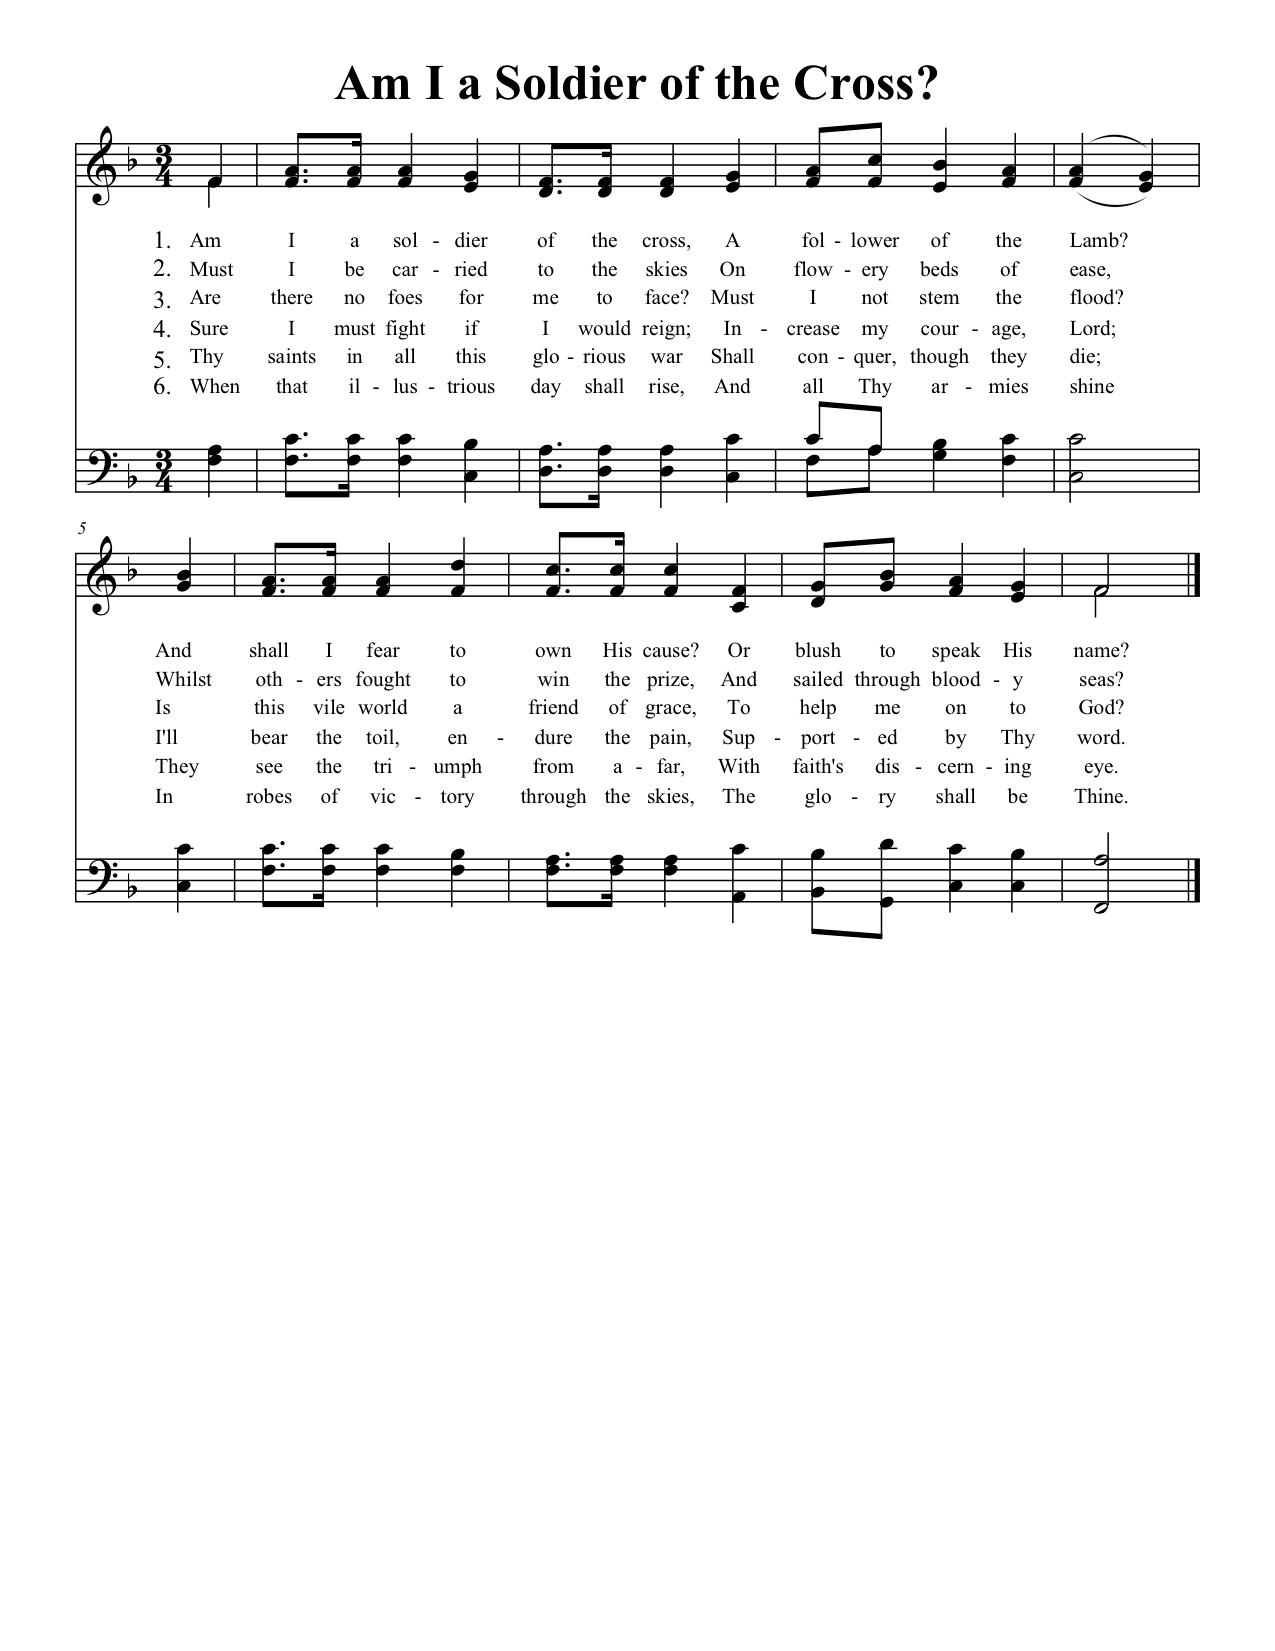 Am I a Soldier of the Cross?
3
4
1. Am I a sol - dier of the cross, A fol - lower of the Lamb?
2. Must I be car - ried to the skies On flow - ery beds of ease,
3. Are there no foes for me to face? Must I not stem the flood?
4. Sure I must fight if I would reign; In - crease my cour - age, Lord;
5. Thy saints in all this glo - rious war Shall con - quer, though they die;
6. When that il - lus - trious day shall rise, And all Thy ar - mies shine
3
4
5
And shall I fear to own His cause? Or blush to speak His name?
Whilst oth - ers fought to win the prize, And sailed through blood - y seas?
Is this vile world a friend of grace, To help me on to God?
I'll bear the toil, en - dure the pain, Sup - port - ed by Thy word.
They see the tri - umph from a - far, With faith's dis - cern - ing eye.
In robes of vic - tory through the skies, The glo - ry shall be Thine.